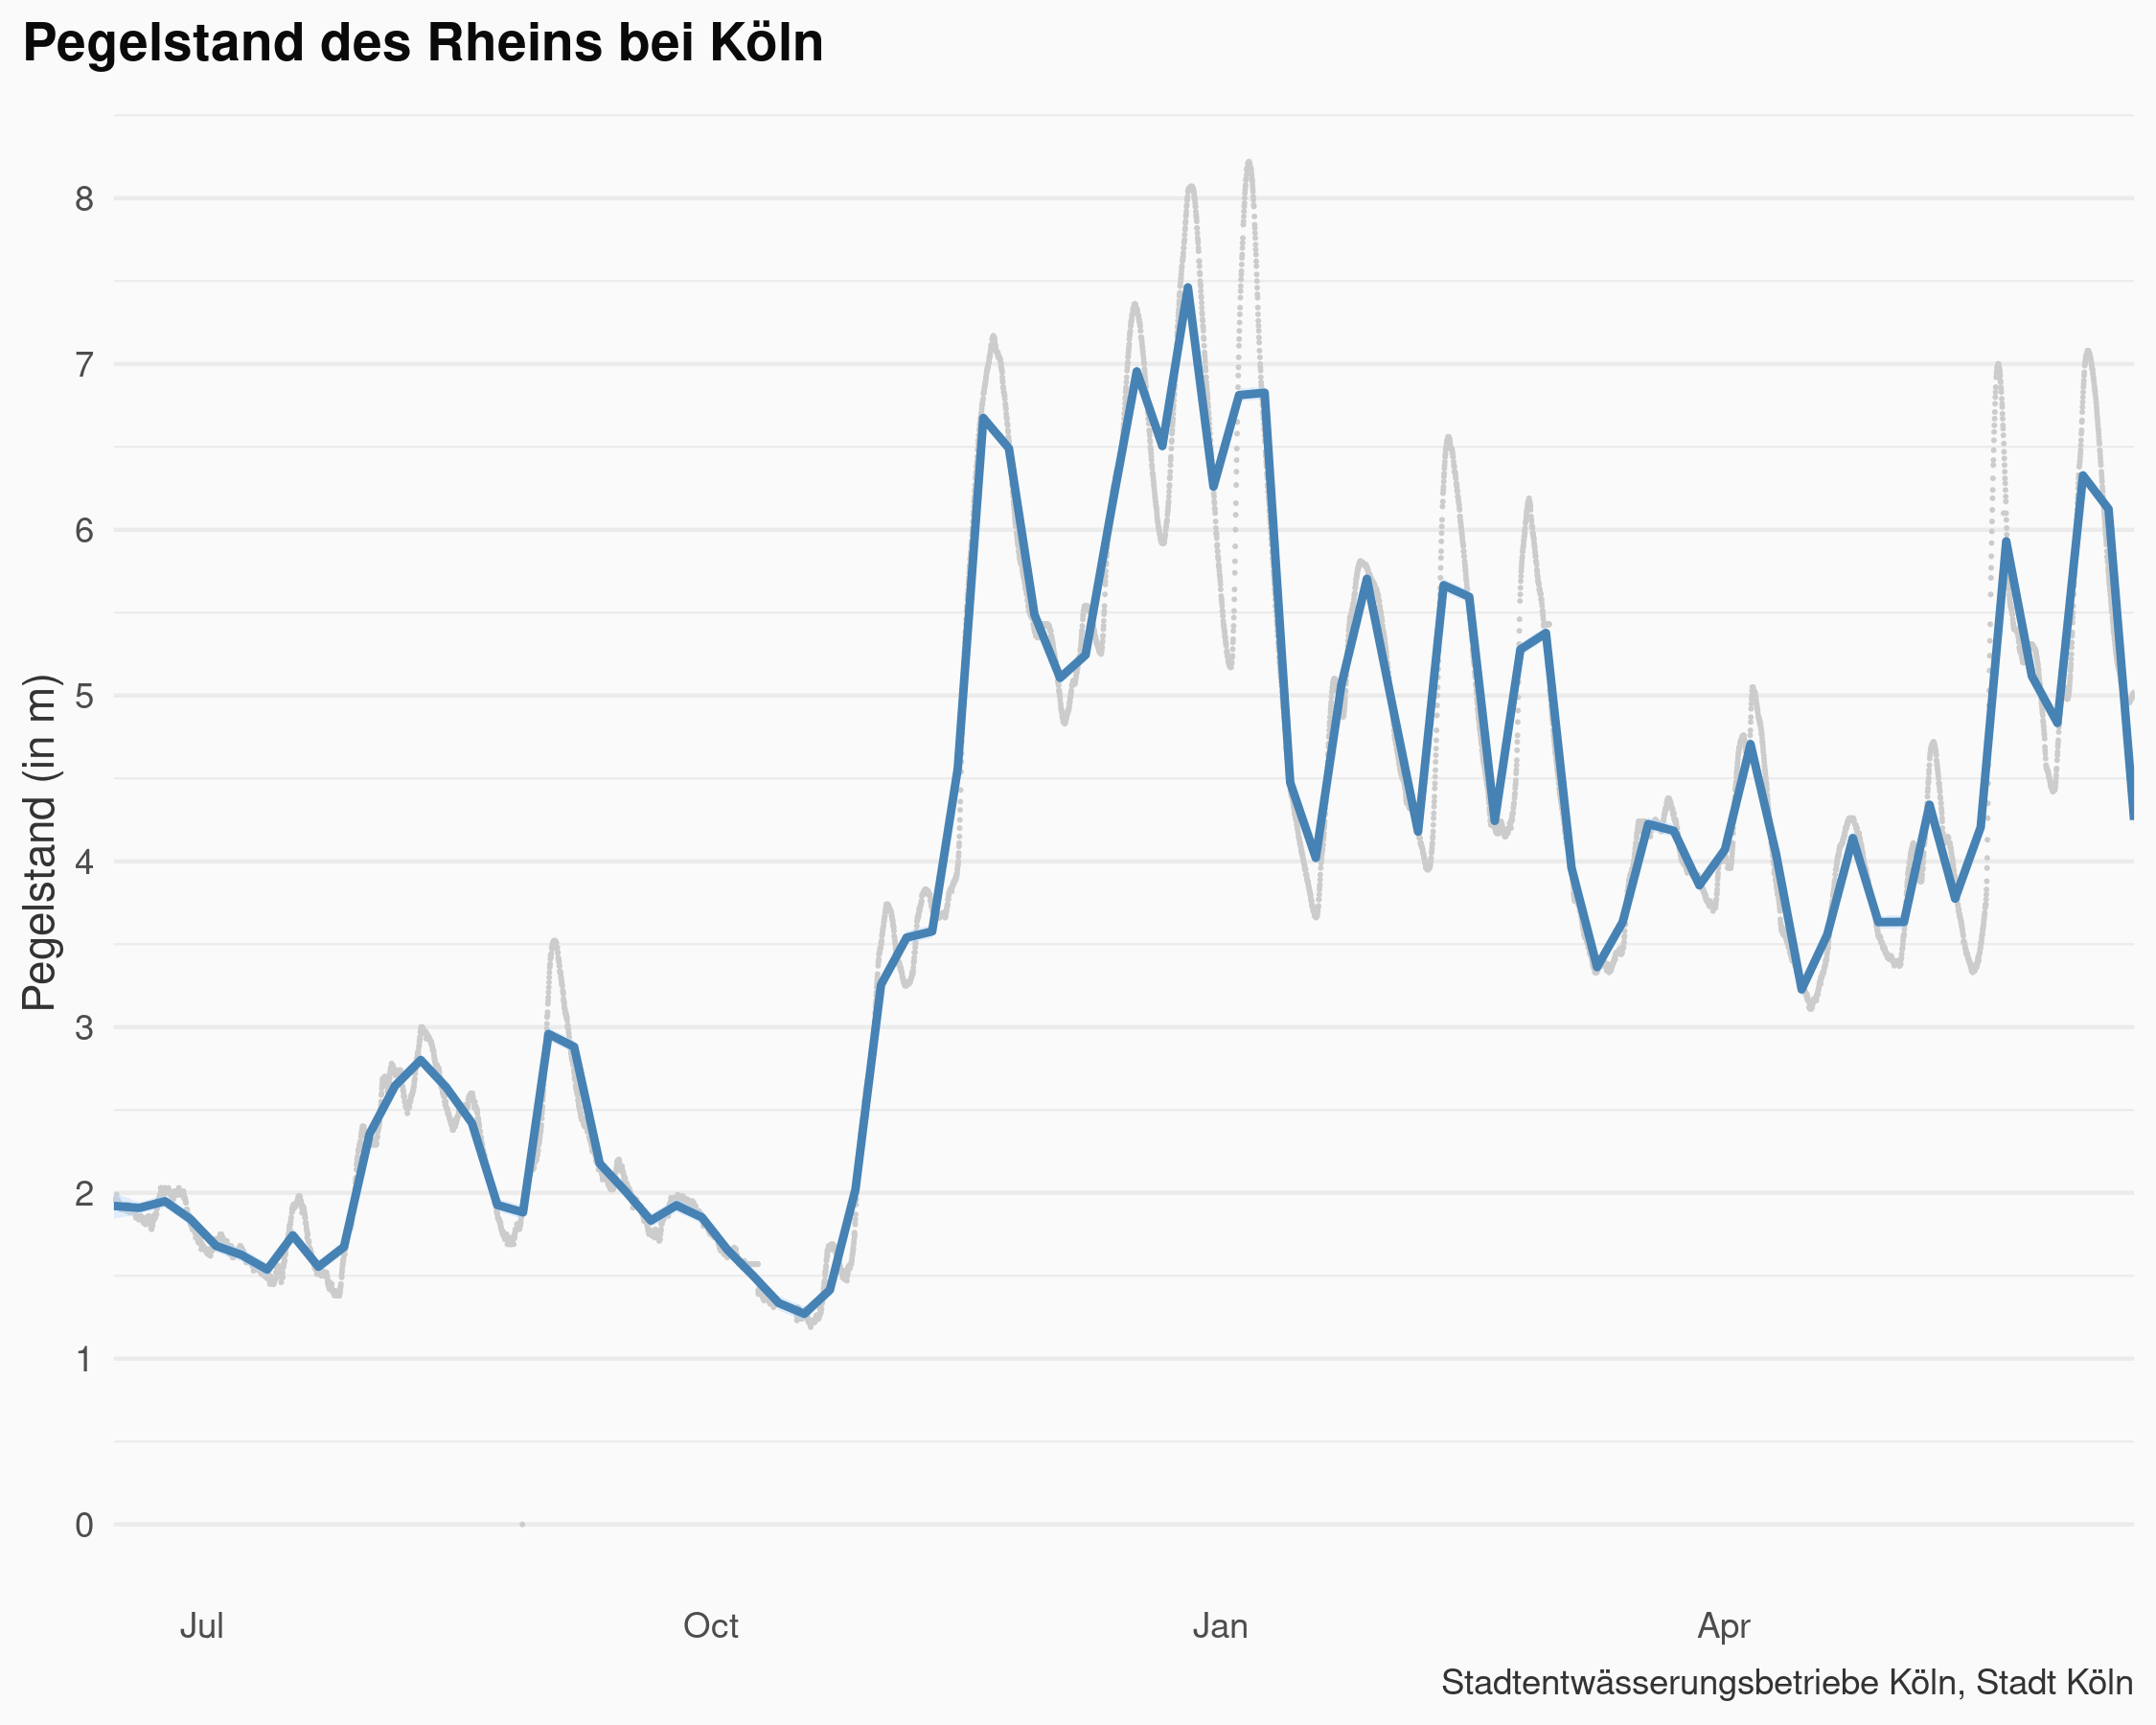 Pegelstand des Rheins bei Köln
Pegelstand (in m)
8
7
6
5
4
3
2
1
0
Jul Oct Jan Apr
Stadtentwässerungsbetriebe Köln, Stadt Köln